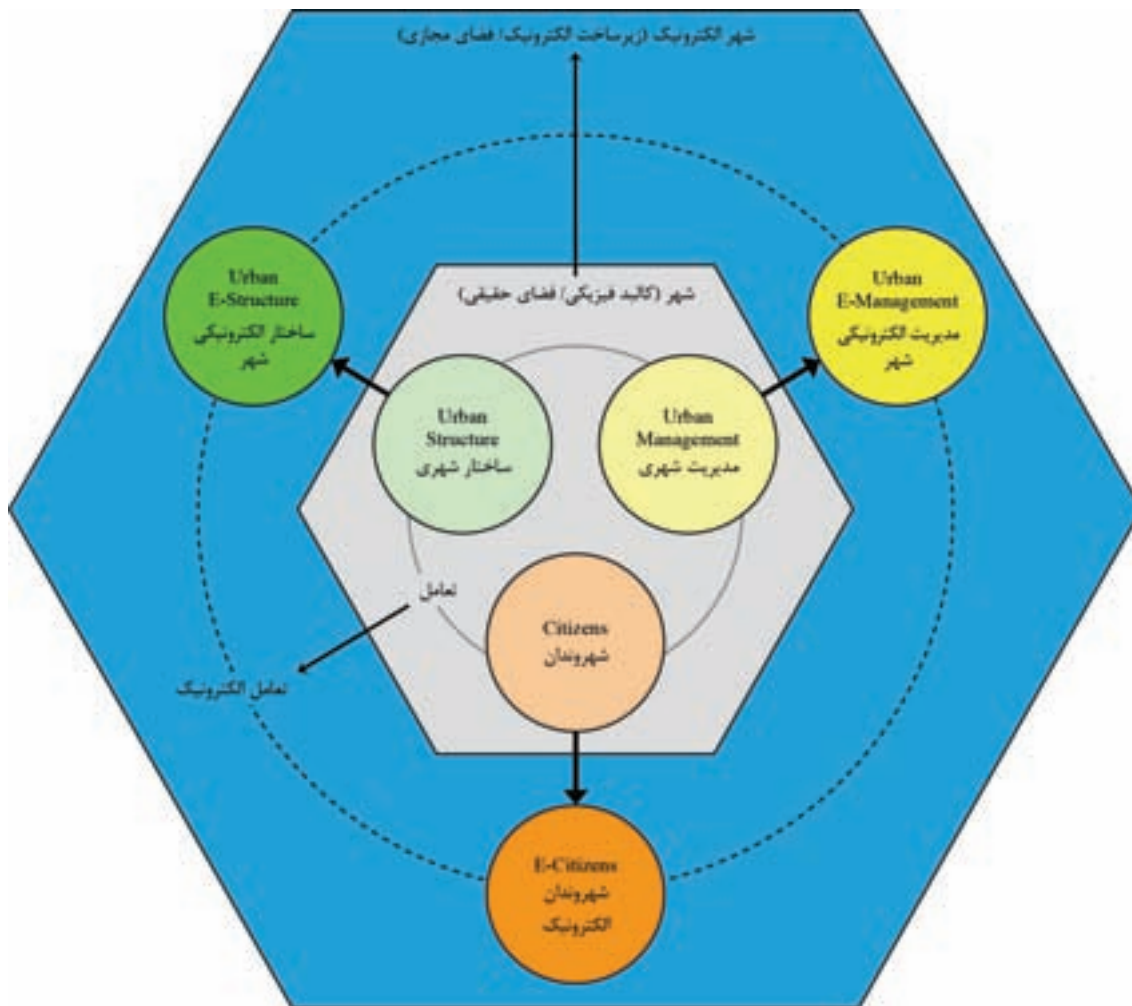 شهر الکترونیک (زیرساخت الکترونیک/ فضای مجازی)
Urban
E-Structure
ساختار الکترونیکی
شهر
Urban
E-Management
مدیریت الکترونیکی
شهر
شهر (کالبد فیزیکی/ فضای حقیقی)
Urban
Structure
ساختار شهری
Urban
Management
مدیریت شهری
تعامل
Citizens
شهروندان
تعامل الکترونیک
E-Citizens
شهروندان
الکترونیک